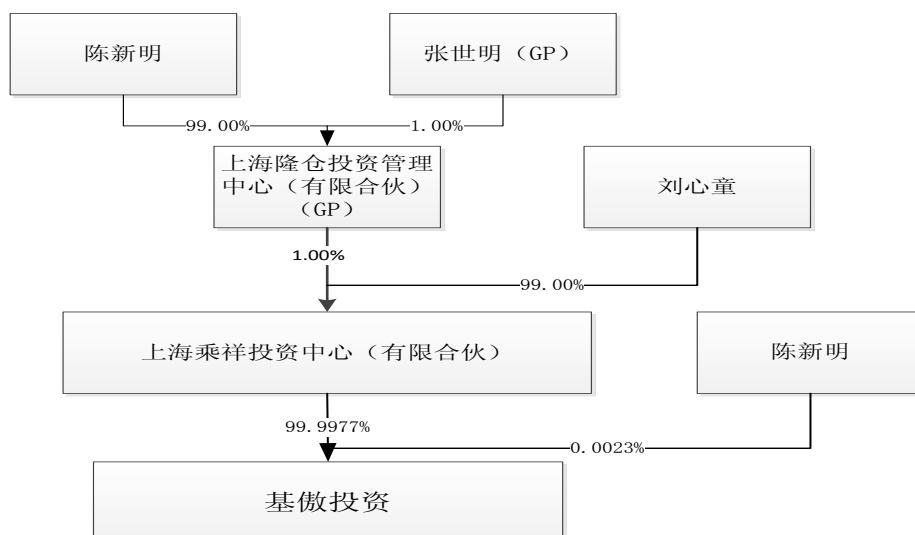 陈新明
张世明（GP）
99.00%
1.00%
上海隆仓投资管理
中心（有限合伙）
（GP）
刘心童
1.00%
99.00%
上海乘祥投资中心（有限合伙）
陈新明
99.9977%
0.0023%
基傲投资